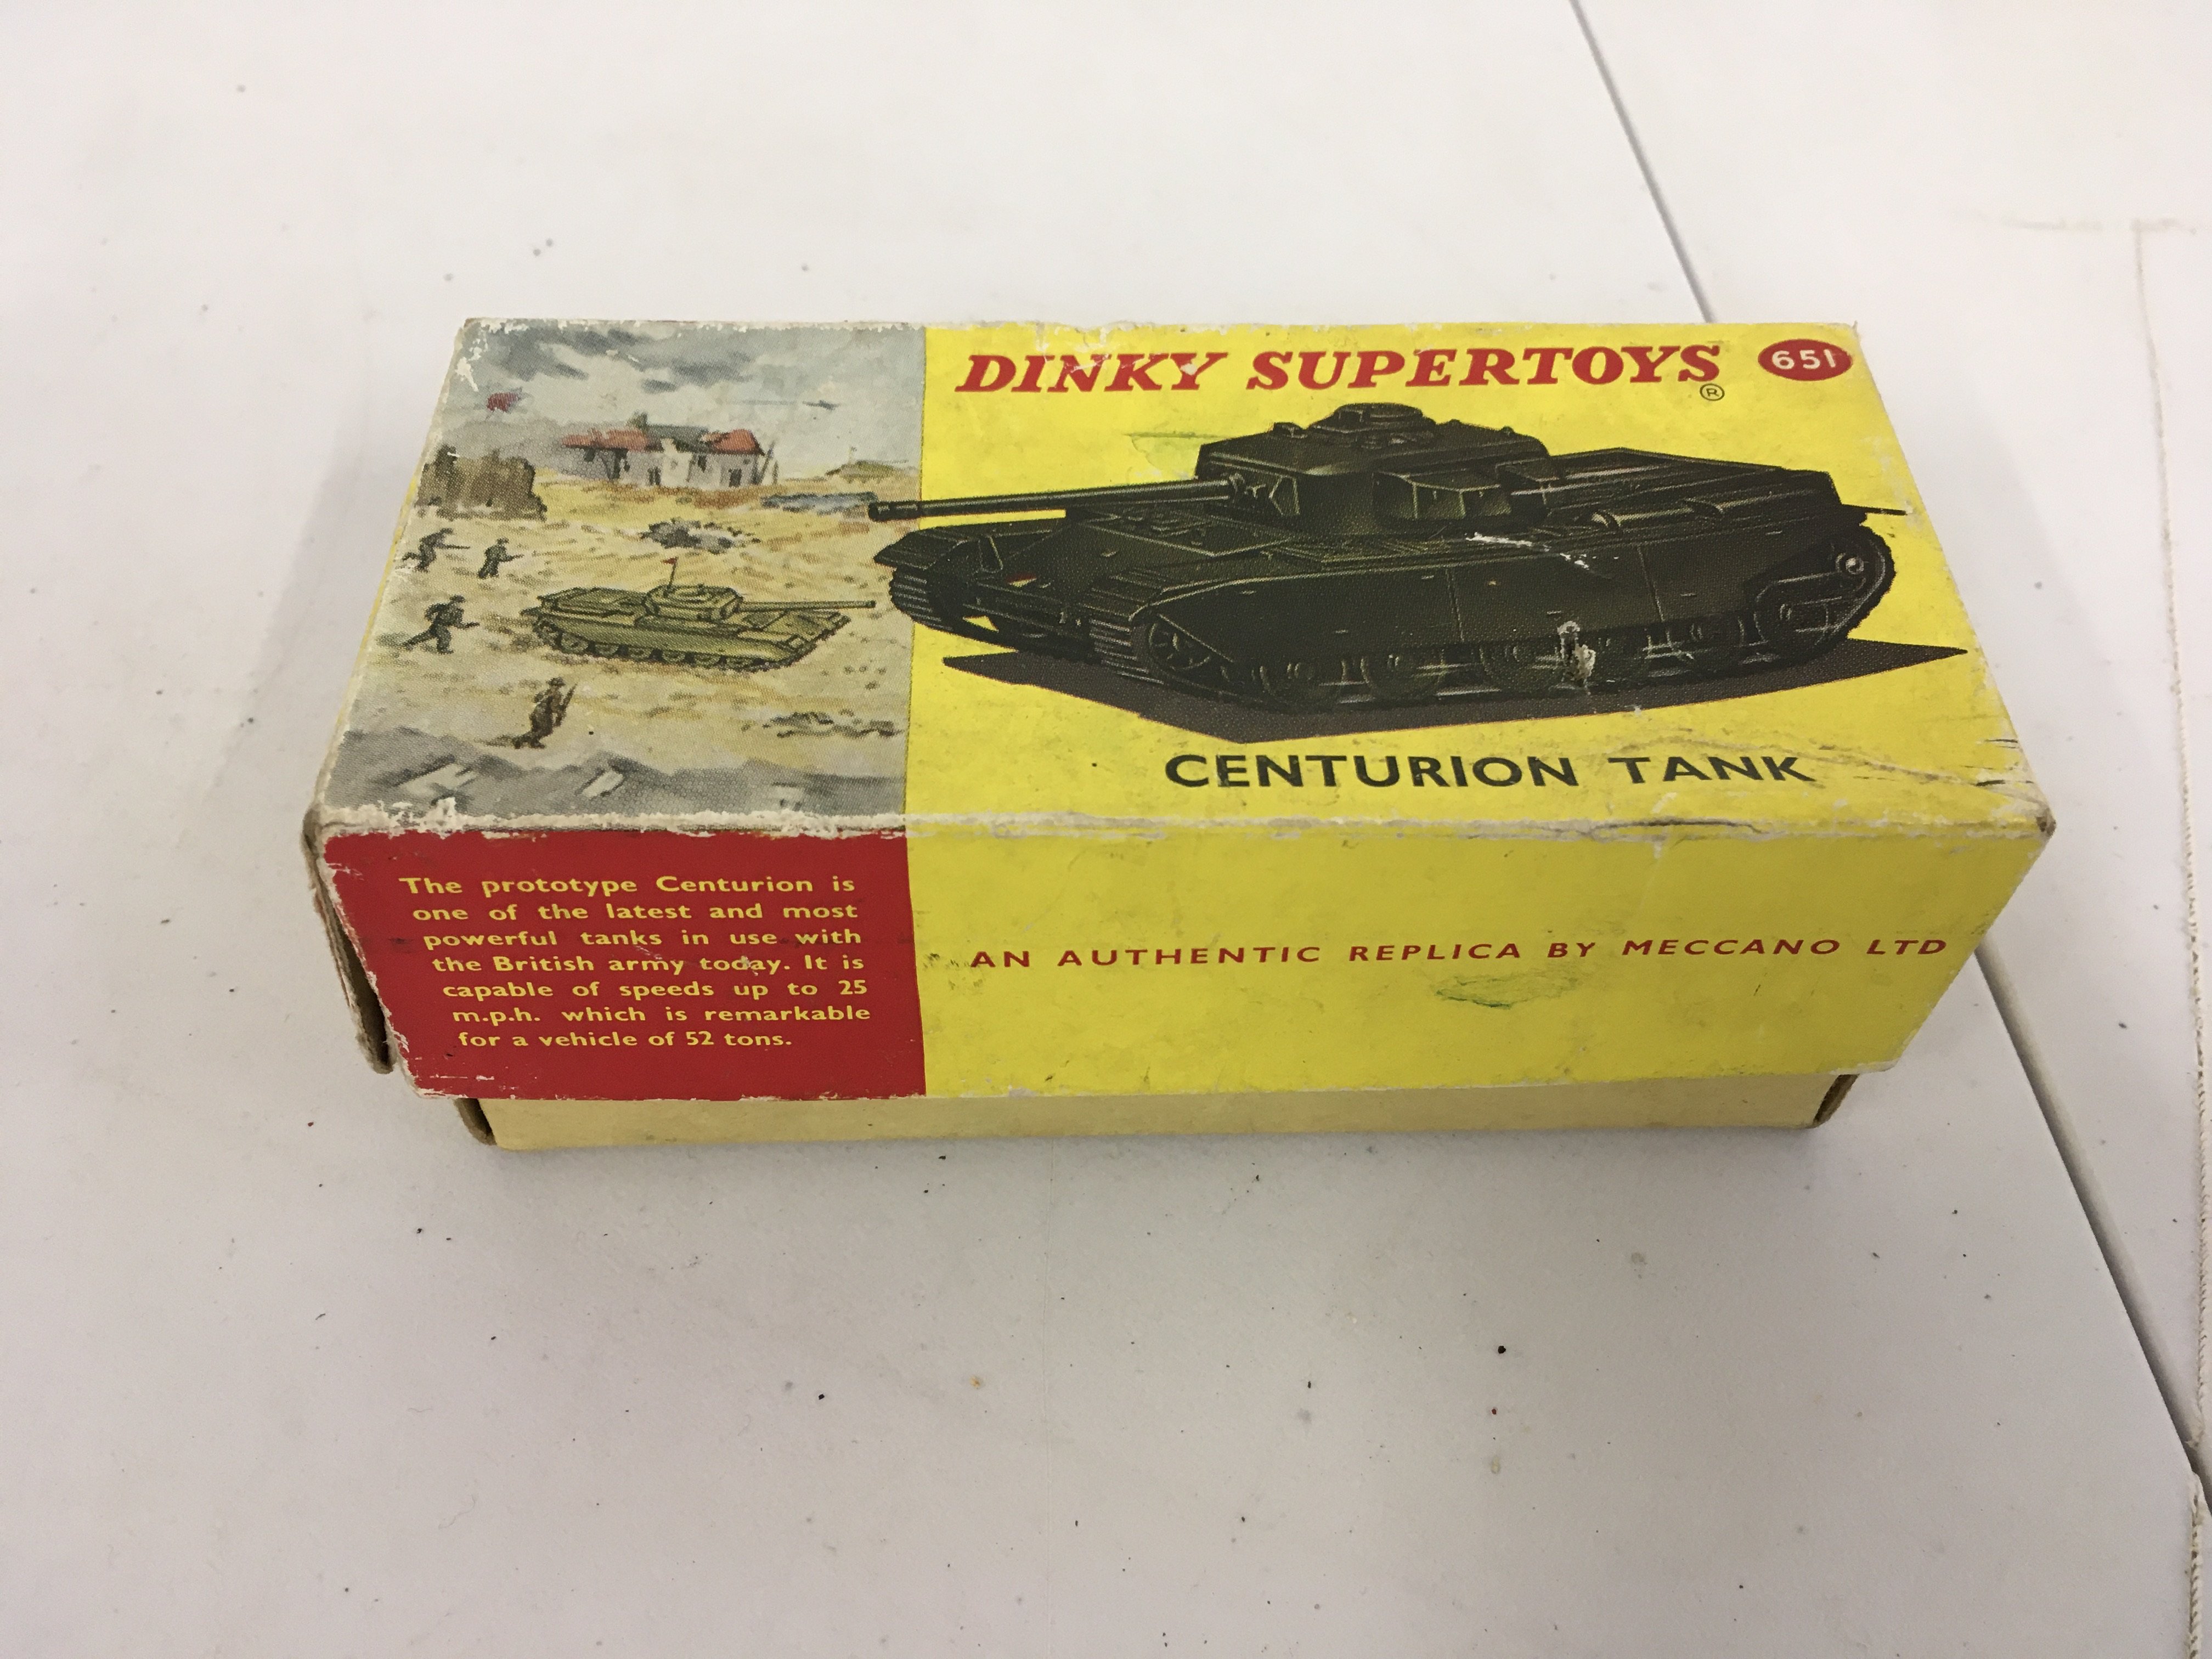 DINKY SUPERTOYS ® 651
CENTURION TANK
The prototype Centurion is
one of the latest and most
powerful tanks in use with
the British army today. It is
capable of speeds up to 25
m.p.h. which is remarkable
for a vehicle of 52 tons.
AN AUTHENTIC REPLICA BY MECCANO LTD